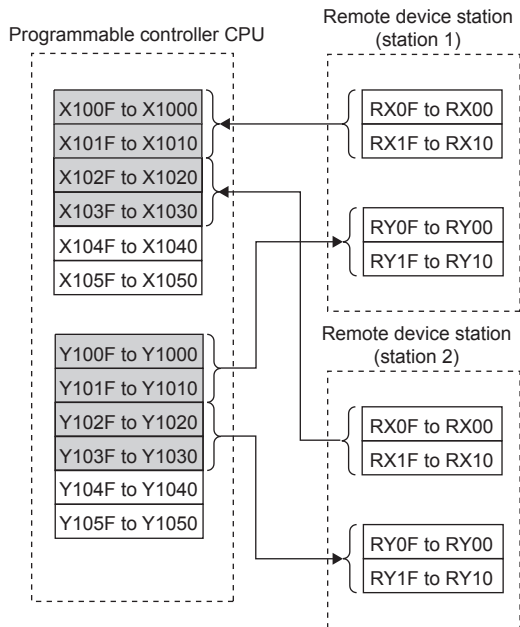 Programmable controller CPU
X100F to X1000
X101F to X1010
X102F to X1020
X103F to X1030
X104F to X1040
X105F to X1050
Y100F to Y1000
Y101F to Y1010
Y102F to Y1020
Y103F to Y1030
Y104F to Y1040
Y105F to Y1050
Remote device station
(station 1)
RX0F to RX00
RX1F to RX10
RY0F to RY00
RY1F to RY10
Remote device station
(station 2)
RX0F to RX00
RX1F to RX10
RY0F to RY00
RY1F to RY10